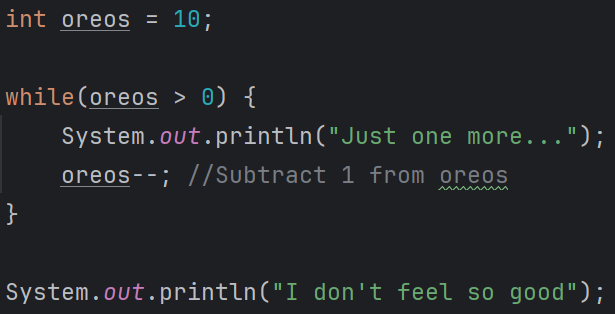 int oreos = 10;
while(oreos > 0) {
System.out.println("Just one more...");
oreos--; //Subtract 1 from oreos
}
System.out.println("I don't feel so good");